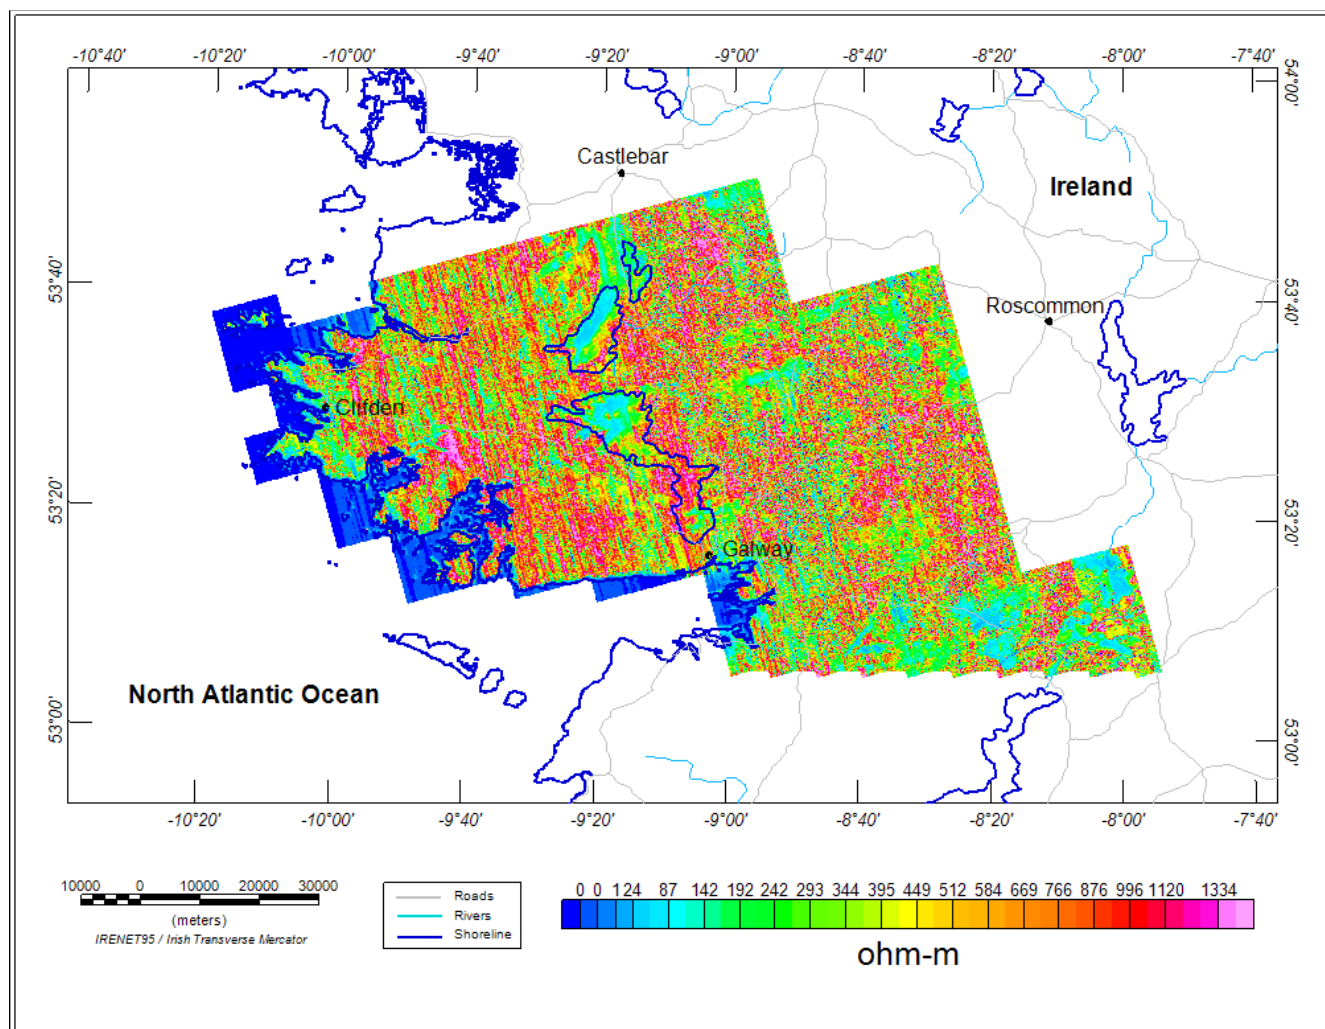 -10°40' -10°20' -10°00' -9°40' -9°20' -9°00' -8°40' -8°20' -8°00' -7°40'
54°00'
Castlebar
Ireland
53°40'
53°40'
Roscommon
Clifden
53°20'
53°20'
Galway
North Atlantic Ocean
53°00'
53°00'
-10°20' -10°00' -9°40' -9°20' -9°00' -8°40' -8°20' -8°00' -7°40'
10000 0 10000 20000 30000
(meters)
IRENET95 / Irish Transverse Mercator
Roads
Rivers
Shoreline
0 0 124 87 142 192 242 293 344 395 449 512 584 669 766 876 996 1120 1334
ohm-m